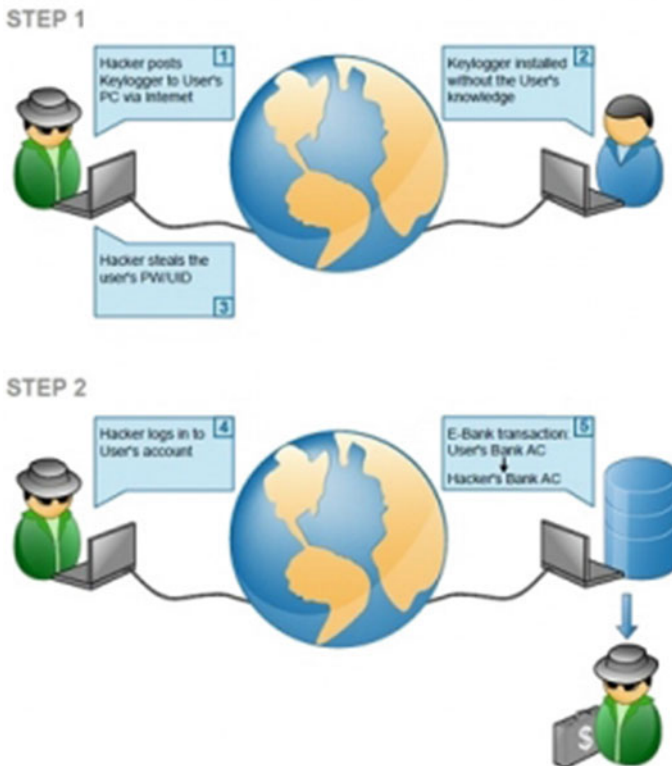 STEP 1
Hacker posts
Keylogger to User's
PC via Internet
1
Keylogger installed
without the User's
knowledge
2
Hacker steals the
user's PW/UID
3
STEP 2
Hacker logs in to
User's account
4
E-Bank transaction:
User's Bank AC
Hacker's Bank AC
5
$